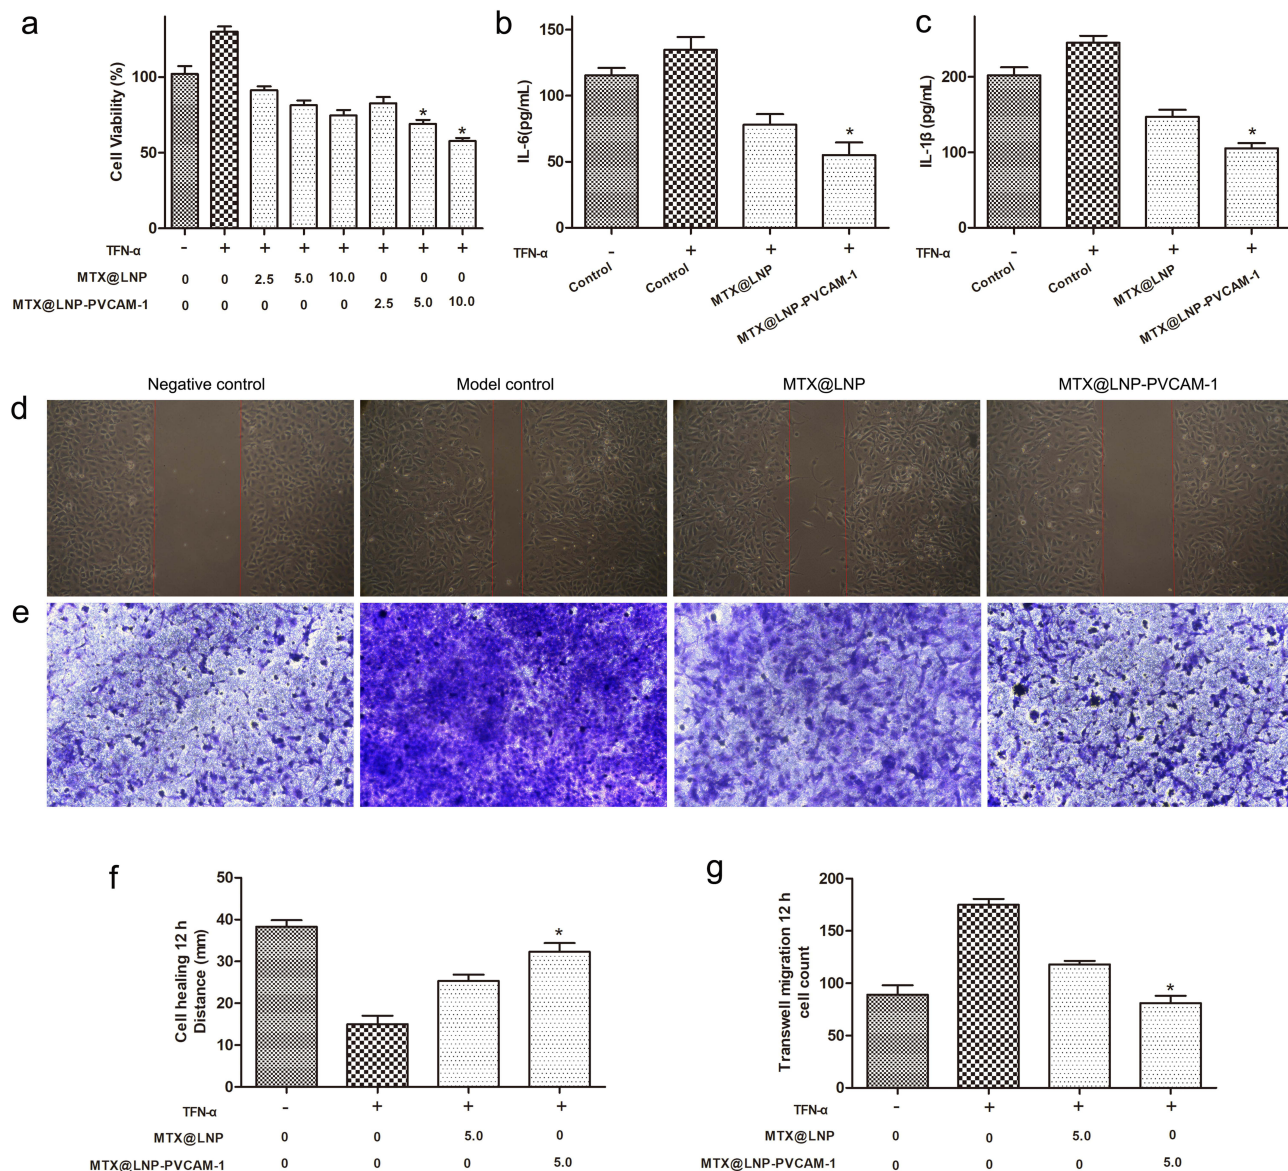 a
Cell Viability (%)
100
50
0
TFN-α - + + + + + + +
MTX@LNP 0 0 2.5 5.0 10.0 0 0 0
MTX@LNP-PVCAM-1 0 0 0 0 0 2.5 5.0 10.0
* *
b
IL-6(pg/mL)
150
100
50
0
*
TFN-α - + + +
Control Control MTX@LNP MTX@LNP-PVCAM-1
c
IL-1β (pg/mL)
200
100
0
*
TFN-α - + + +
Control Control MTX@LNP MTX@LNP-PVCAM-1
Negative control Model control MTX@LNP MTX@LNP-PVCAM-1
d
e
f
Cell healing 12 h
Distance (mm)
50
40
30
20
10
0
*
TFN-α - + + +
MTX@LNP 0 0 5.0 0
MTX@LNP-PVCAM-1 0 0 0 5.0
g
Transwell migration 12 h
cell count
200
150
100
50
0
*
TFN-α - + + +
MTX@LNP 0 0 5.0 0
MTX@LNP-PVCAM-1 0 0 0 5.0